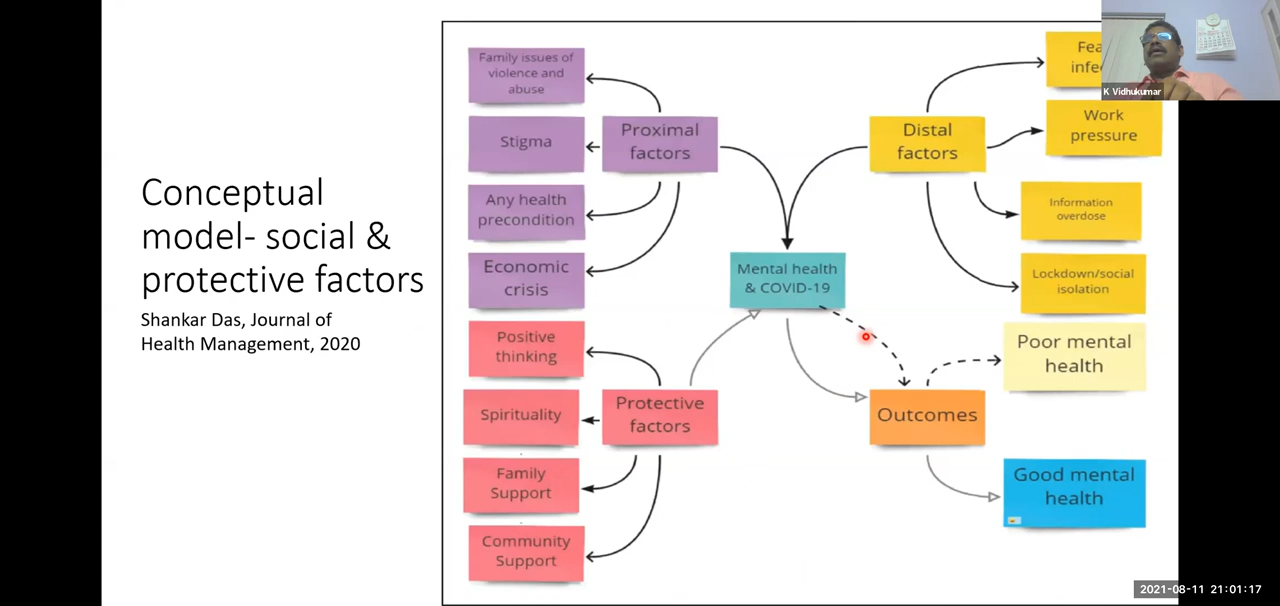 Conceptual
model- social &
protective factors
Shankar Das, Journal of
Health Management, 2020
Family issues of
violence and
abuse
Stigma
Any health
precondition
Economic
crisis
Positive
thinking
Spirituality
Family
Support
Community
Support
Proximal
factors
Protective
factors
Mental health
& COVID-19
Distal
factors
Outcomes
Work
pressure
Information
overdose
Lockdown/social
isolation
Poor mental
health
Good mental
health
K Vidhukumar
2021-08-11 21:01:17